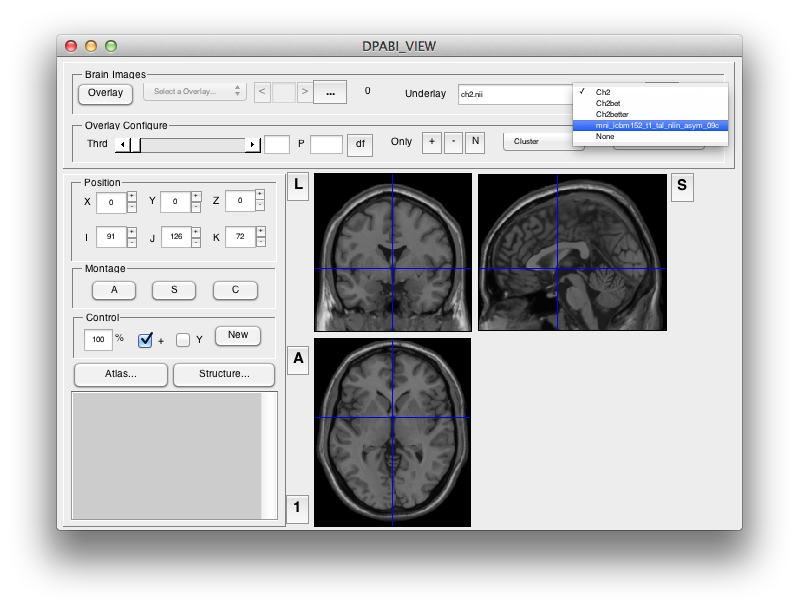 DPABI_VIEW
Brain Images
Overlay Select a Overlay... < > ... 0 Underlay ch2.nii
✓ Ch2
Ch2bet
Ch2better
mni_icbm152_t1_tal_nlin_asym_09c
None
Overlay Configure
Thrd P df Only + - N Cluster
Position
X 0 + - Y 0 + - Z 0 + -
I 91 + - J 126 + - K 72 + -
Montage
A S C
Control
100 % + Y New
Atlas... Structure...
L
S
A
1